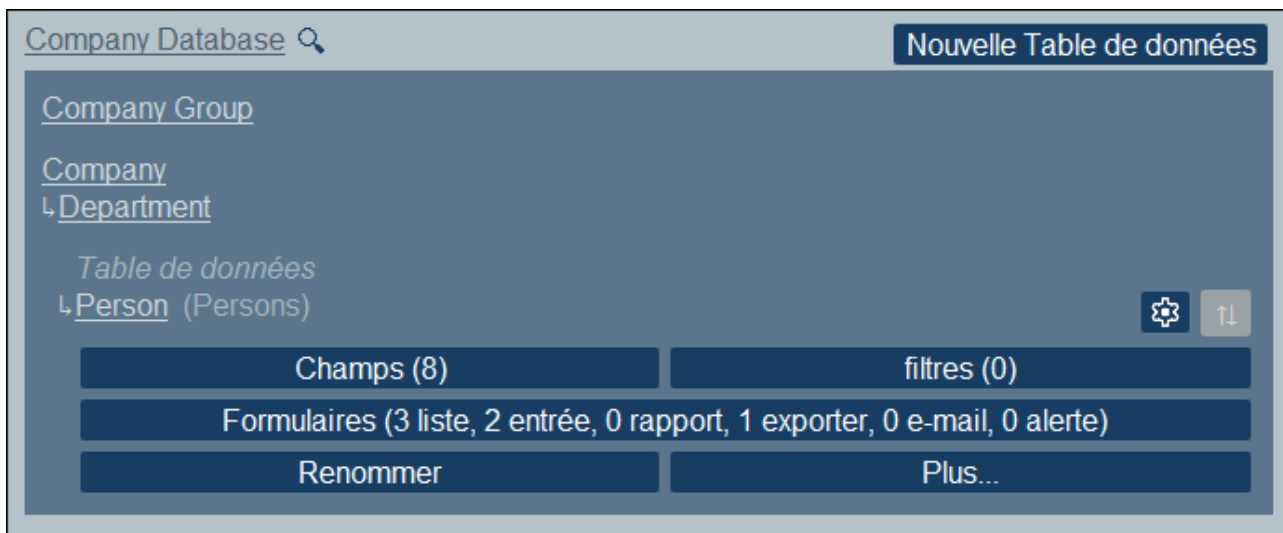 Company Database
Nouvelle Table de données
Company Group
Company
↳Department
Table de données
↳Person (Persons)
Champs (8)
filtres (0)
Formulaires (3 liste, 2 entrée, 0 rapport, 1 exporter, 0 e-mail, 0 alerte)
Renommer
Plus...